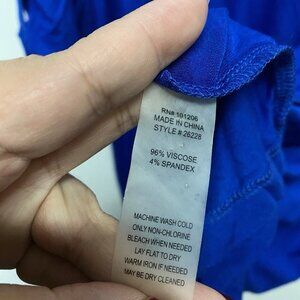 RN# 101206
MADE IN CHINA
STYLE # 26228
96% VISCOSE
4% SPANDEX
MACHINE WASH COLD
ONLY NON-CHLORINE
BLEACH WHEN NEEDED
LAY FLAT TO DRY
WARM IRON IF NEEDED
MAY BE DRY CLEANED